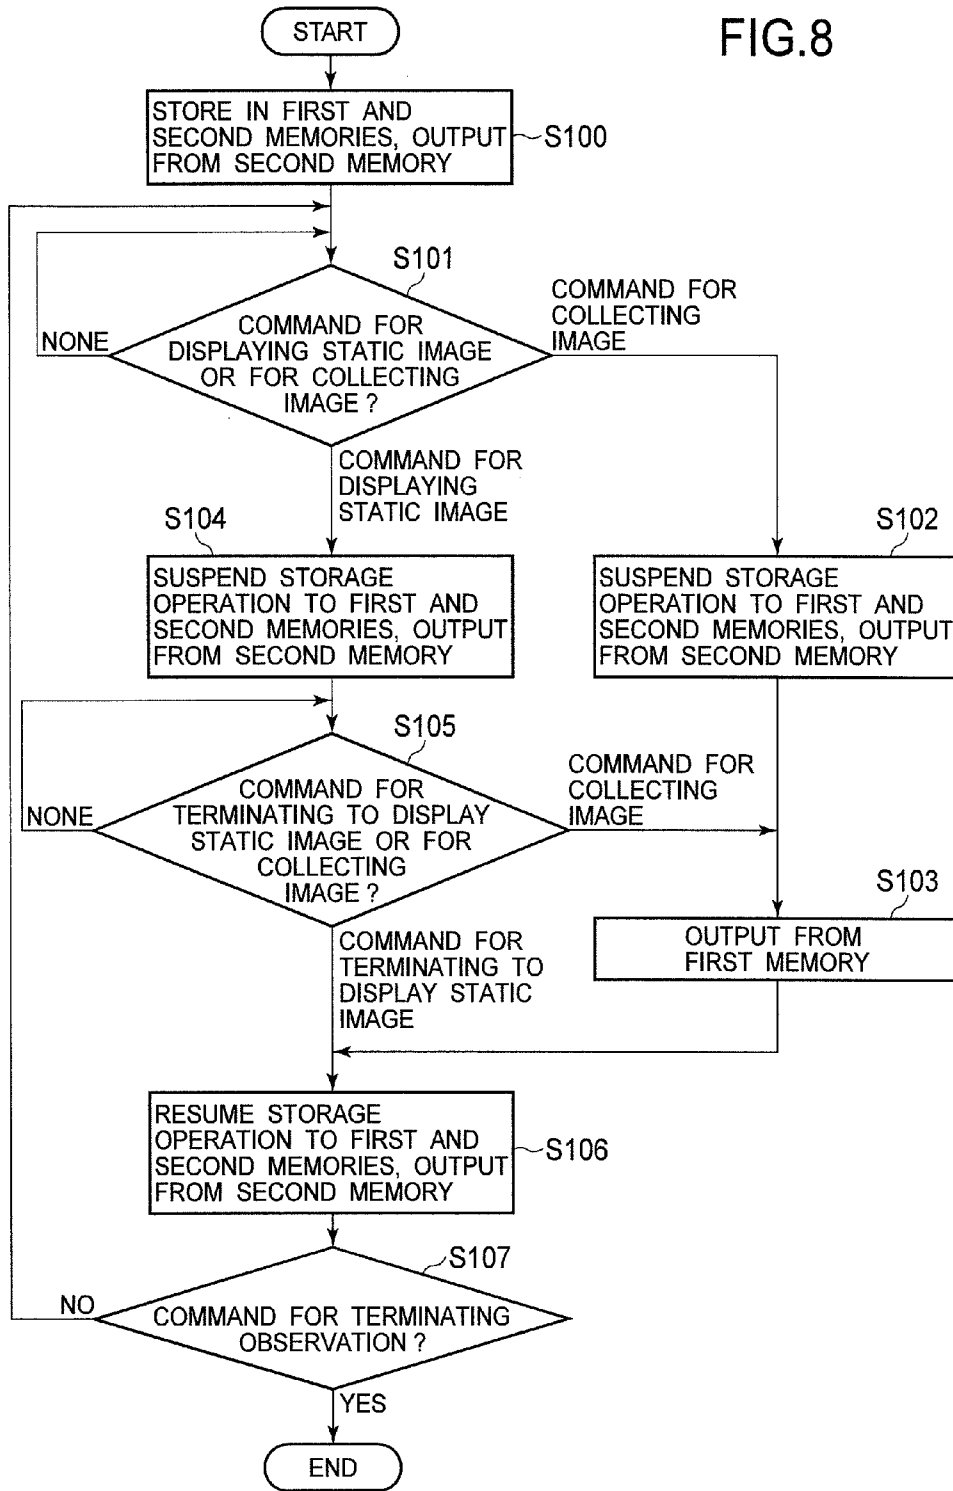 START
FIG.8
STORE IN FIRST AND
SECOND MEMORIES, OUTPUT
FROM SECOND MEMORY
S100
S101
COMMAND FOR
COLLECTING
IMAGE
NONE
COMMAND FOR
DISPLAYING STATIC IMAGE
OR FOR COLLECTING
IMAGE ?
COMMAND FOR
DISPLAYING
STATIC IMAGE
S104
S102
SUSPEND STORAGE
OPERATION TO FIRST AND
SECOND MEMORIES, OUTPUT
FROM SECOND MEMORY
SUSPEND STORAGE
OPERATION TO FIRST AND
SECOND MEMORIES, OUTPUT
FROM SECOND MEMORY
S105
COMMAND FOR
COLLECTING
IMAGE
NONE
COMMAND FOR
TERMINATING TO DISPLAY
STATIC IMAGE OR FOR
COLLECTING
IMAGE ?
S103
COMMAND FOR
TERMINATING TO
DISPLAY STATIC
IMAGE
OUTPUT FROM
FIRST MEMORY
RESUME STORAGE
OPERATION TO FIRST AND
SECOND MEMORIES, OUTPUT
FROM SECOND MEMORY
S106
S107
NO
COMMAND FOR TERMINATING
OBSERVATION ?
YES
END